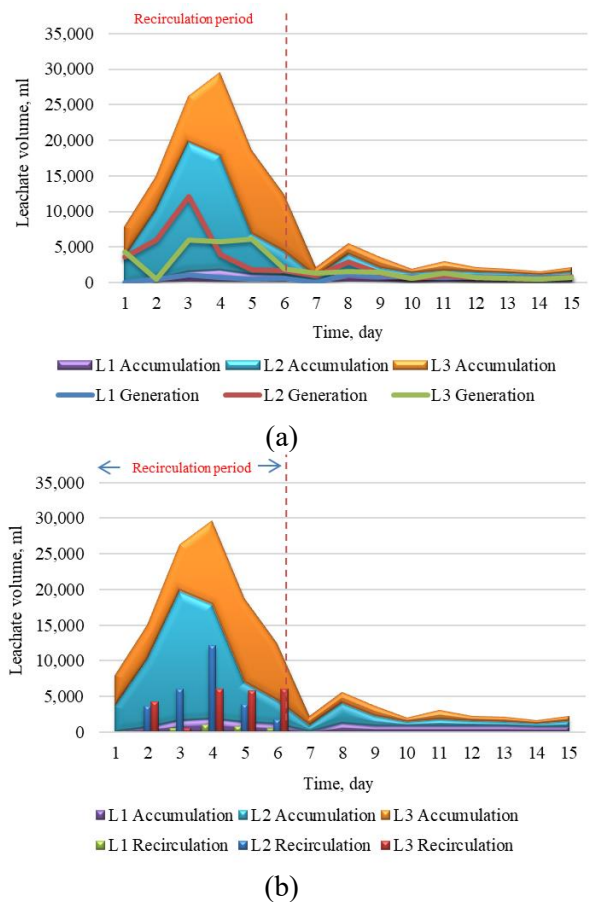 Recirculation period
35,000
30,000
25,000
20,000
15,000
10,000
5,000
0
Leachate volume, ml
1 2 3 4 5 6 7 8 9 10 11 12 13 14 15
Time, day
L1 Accumulation L2 Accumulation L3 Accumulation
L1 Generation L2 Generation L3 Generation
(a)
Recirculation period
35,000
30,000
25,000
20,000
15,000
10,000
5,000
0
Leachate volume, ml
1 2 3 4 5 6 7 8 9 10 11 12 13 14 15
Time, day
L1 Accumulation L2 Accumulation L3 Accumulation
L1 Recirculation L2 Recirculation L3 Recirculation
(b)